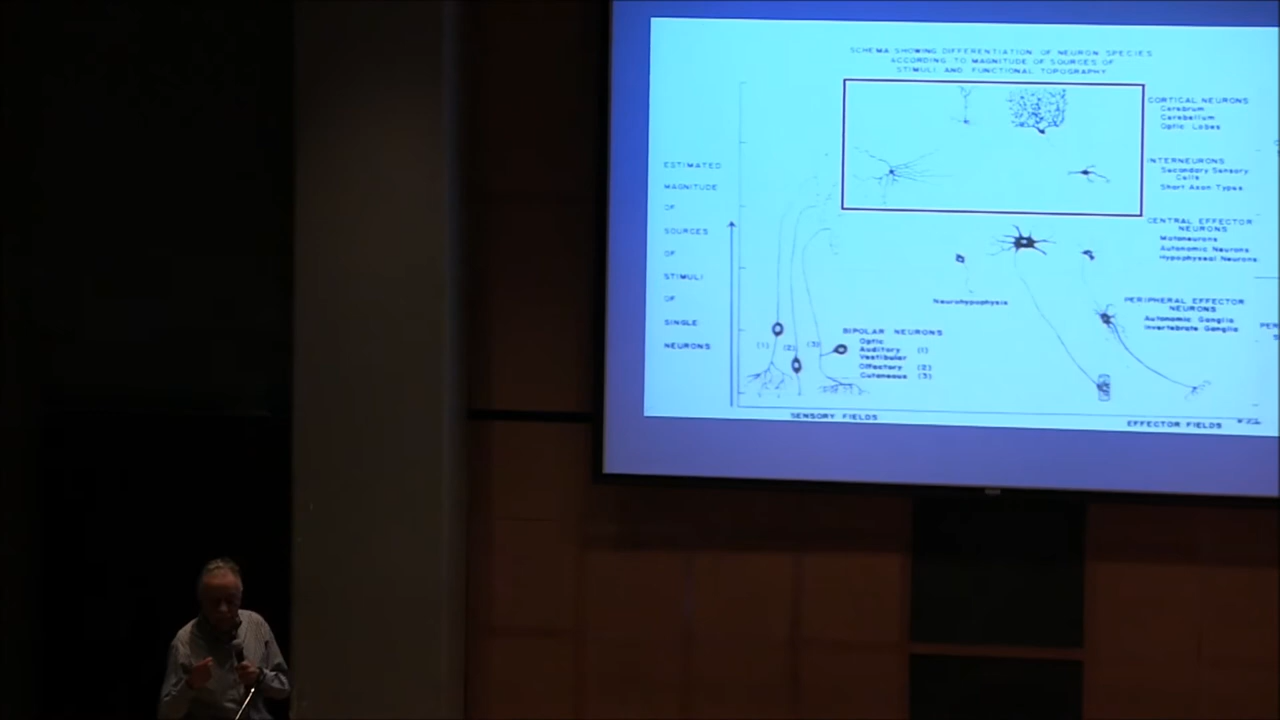 SCHEMA SHOWING DIFFERENTIATION OF NEURON SPECIES
ACCORDING TO MAGNITUDE OF SOURCES OF
STIMULI AND FUNCTIONAL TOPOGRAPHY
ESTIMATED
MAGNITUDE
OF
SOURCES
OF
STIMULI
OF
SINGLE
NEURONS
CORTICAL NEURONS
Cerebrum
Cerebellum
Optic Lobes
INTERNEURONS
Secondary Sensory
Cells
Short Axon Types
CENTRAL EFFECTOR
NEURONS
Motoneurons
Autonomic Neurons
Hypophyseal Neurons
Neurohypophysis
PERIPHERAL EFFECTOR
NEURONS
Autonomic Ganglia
Invertebrate Ganglia
(1)
(2)
(3)
BIPOLAR NEURONS
Optic
Auditory (1)
Vestibular
Olfactory (2)
Cutaneous (3)
SENSORY FIELDS
EFFECTOR FIELDS